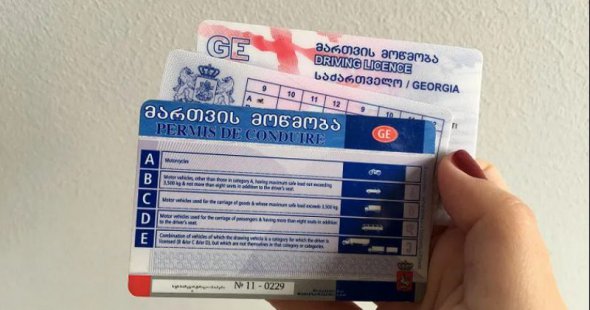 GE
მართვის მოწმობა
DRIVING LICENCE
საქართველო / GEORGIA
9 10 11
9 10 11 12
A
მართვის მოწმობა
GE
PERMIS DE CONDUIRE
A Motorcycles
B Motor vehicles, other than those in category A, having maximum safe load not exceeding
3,500 kg & not more than eight seats in addition to the driver's seat.
C Motor vehicles used for the carriage of goods & whose maximum safe load exceeds 3,500 kg.
D Motor vehicles used for the carriage of passengers & having more than eight seats in addition
to the driver's seat.
E Combination of vehicles of which the drawing vehicle is a category for which the driver is
licensed (B &/or C &/or D), but which are not themselves in that category or categories.
№ 11 - 0229